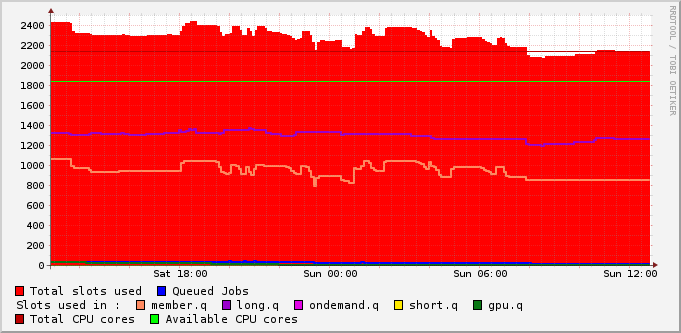 RRDTOOL / TOBI OETIKER
2400
2200
2000
1800
1600
1400
1200
1000
800
600
400
200
0
Sat 18:00 Sun 00:00 Sun 06:00 Sun 12:00
Total slots used Queued Jobs
Slots used in : member.q long.q ondemand.q short.q gpu.q
Total CPU cores Available CPU cores